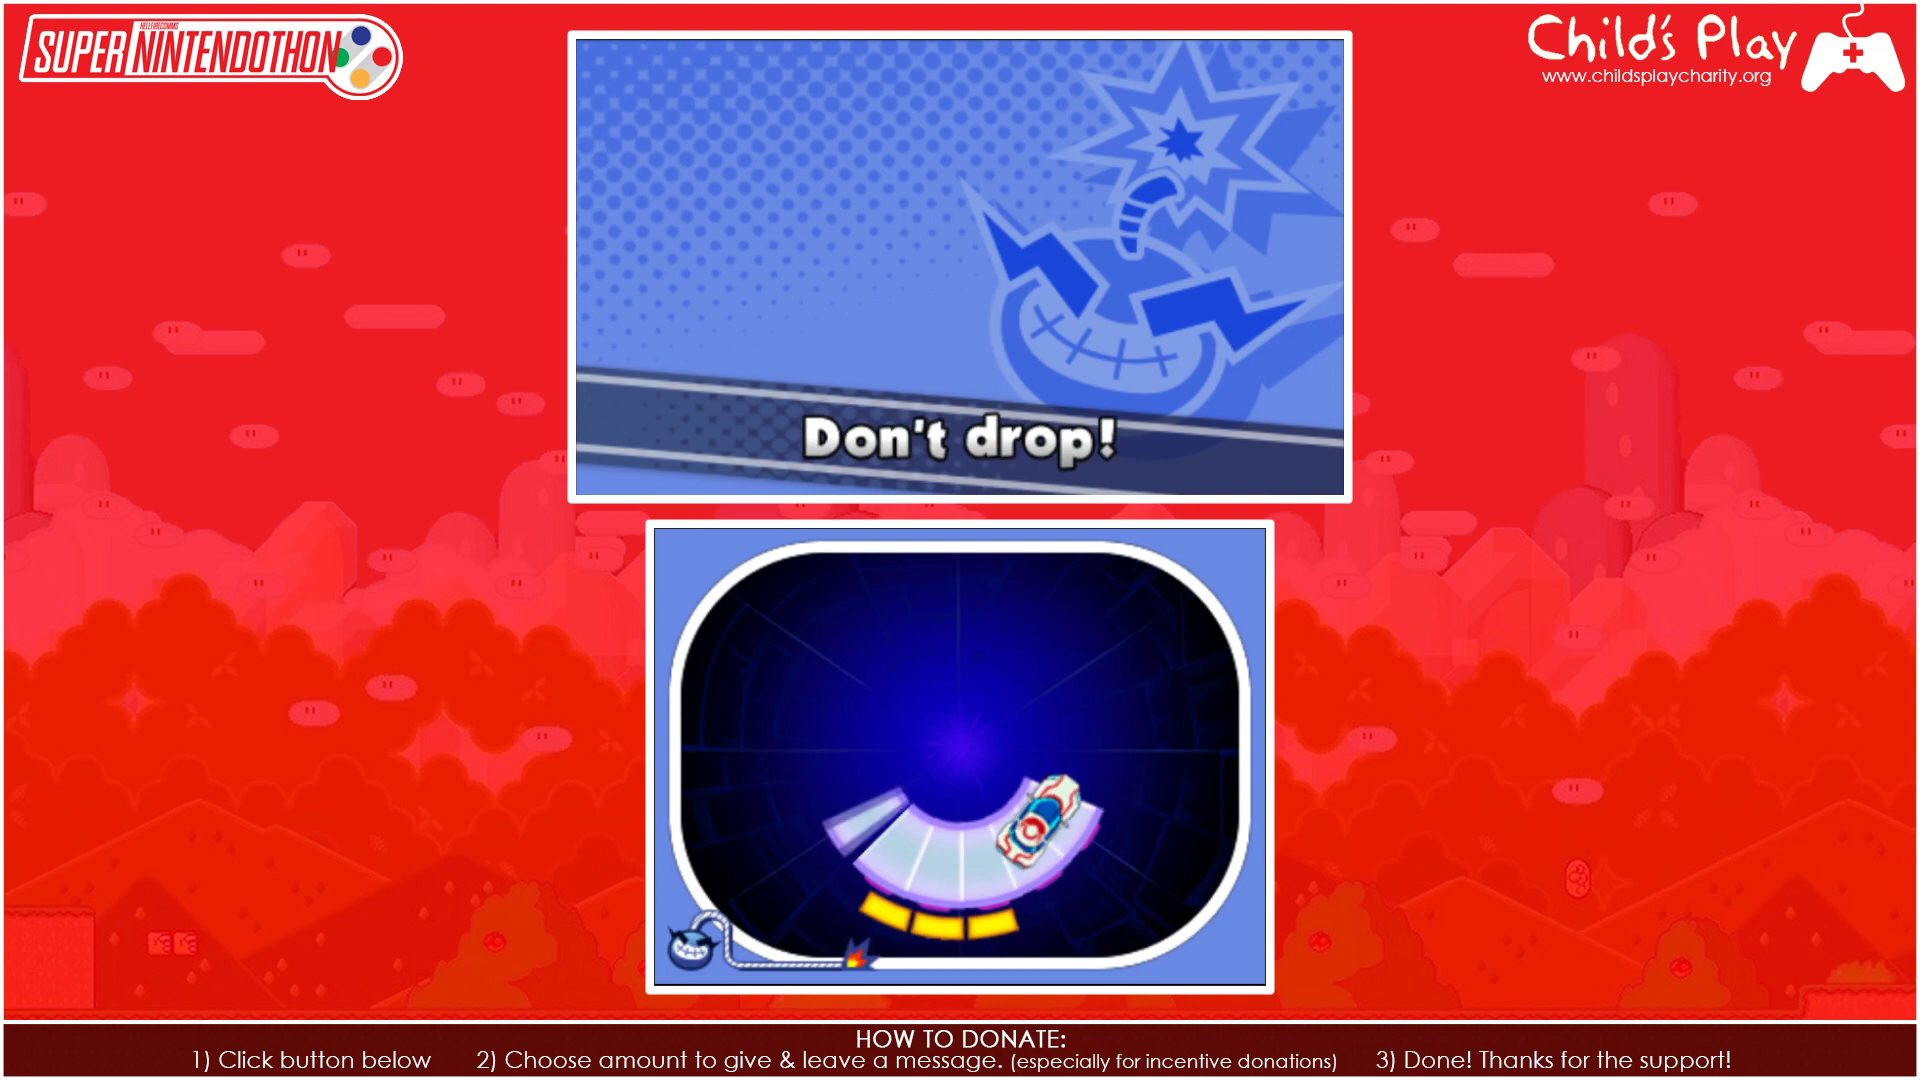 HELLFIRECOMMS
SUPER NINTENDOTHON
Child's Play
www.childsplaycharity.org
Don't drop!
HOW TO DONATE:
1) Click button below 2) Choose amount to give & leave a message. (especially for incentive donations) 3) Done! Thanks for the support!